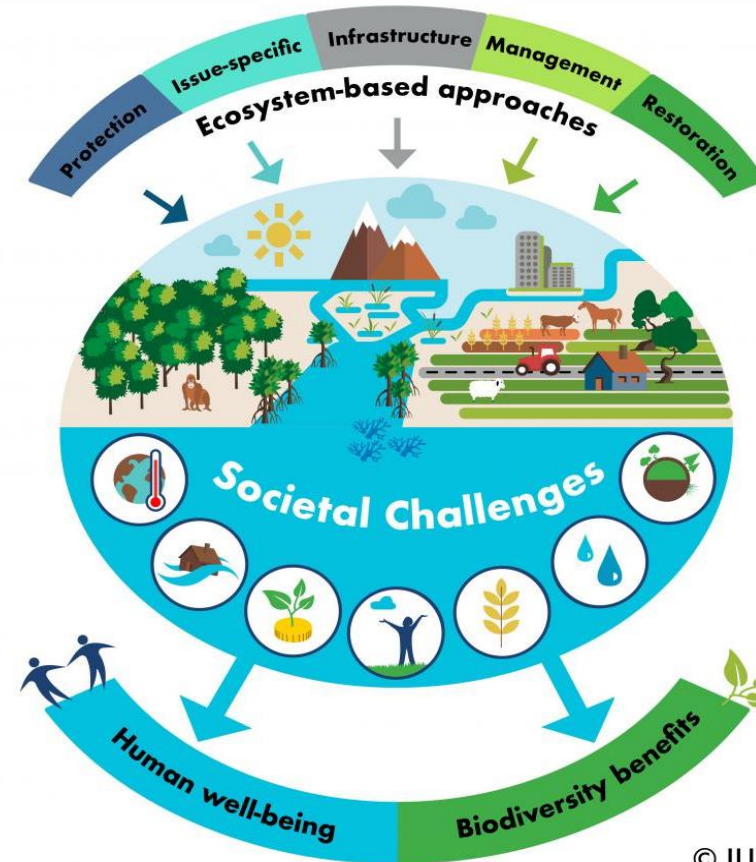 Protection
Issue-specific
Infrastructure
Management
Restoration
Ecosystem-based approaches
Societal Challenges
Human well-being
Biodiversity benefits
©